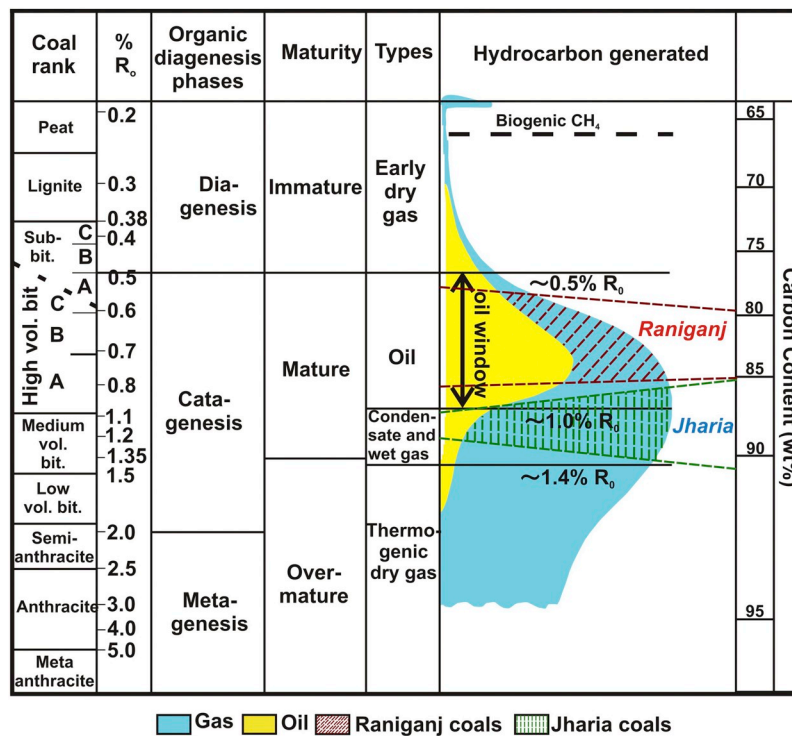 Coal rank
% Rₒ
Organic diagenesis phases
Maturity
Types
Hydrocarbon generated
Peat
Lignite
Sub-bit.
C
B
A
High vol. bit
C
B
A
Medium vol. bit.
Low vol. bit.
Semi-anthracite
Anthracite
Meta anthracite
0.2
0.3
0.38
0.4
0.5
0.6
0.7
0.8
1.1
1.2
1.35
1.5
2.0
2.5
3.0
4.0
5.0
Dia-genesis
Cata-genesis
Meta-genesis
Immature
Mature
Over-mature
Early dry gas
Oil
Conden-sate and wet gas
Thermo-genic dry gas
Biogenic CH₄
~0.5% R₀
oil window
Raniganj
~1.0% R₀
Jharia
~1.4% R₀
65
70
75
80
85
90
95
Carbon Content (wt%)
Gas
Oil
Raniganj coals
Jharia coals